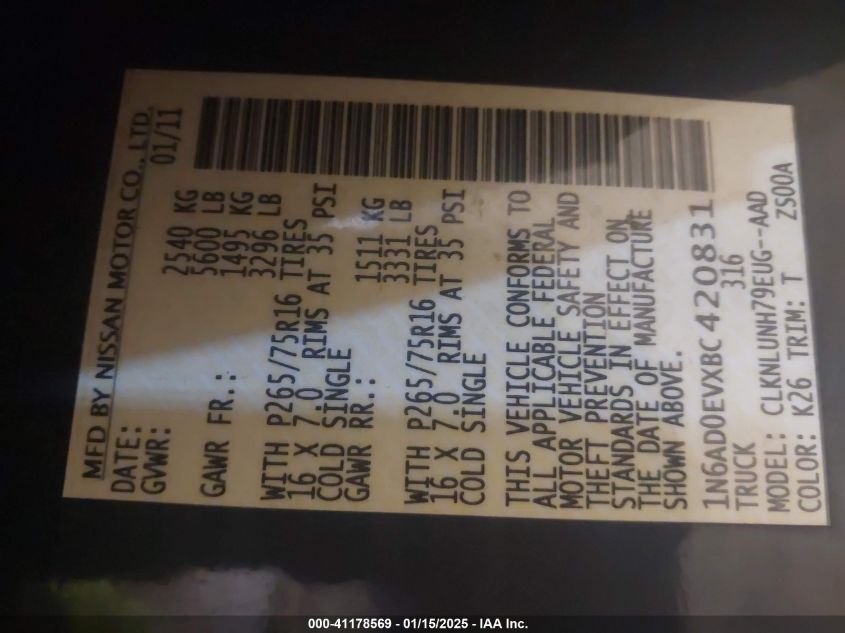 MFD BY NISSAN MOTOR CO., LTD.
DATE: 01/11
GVWR: 2540 KG
5600 LB
GAWR FR.: 1495 KG
3296 LB
WITH P265/75R16 TIRES
16 X 7.0 RIMS AT 35 PSI
COLD SINGLE
GAWR RR.: 1511 KG
3331 LB
WITH P265/75R16 TIRES
16 X 7.0 RIMS AT 35 PSI
COLD SINGLE
THIS VEHICLE CONFORMS TO
ALL APPLICABLE FEDERAL
MOTOR VEHICLE SAFETY AND
THEFT PREVENTION
STANDARDS IN EFFECT ON
THE DATE OF MANUFACTURE
SHOWN ABOVE.
1N6AD0EVXBC420831
TRUCK 316
MODEL: CLKNLUNH79EUG--AAD
COLOR: K26 TRIM: T ZS00A
000-41178569 - 01/15/2025 - IAA Inc.